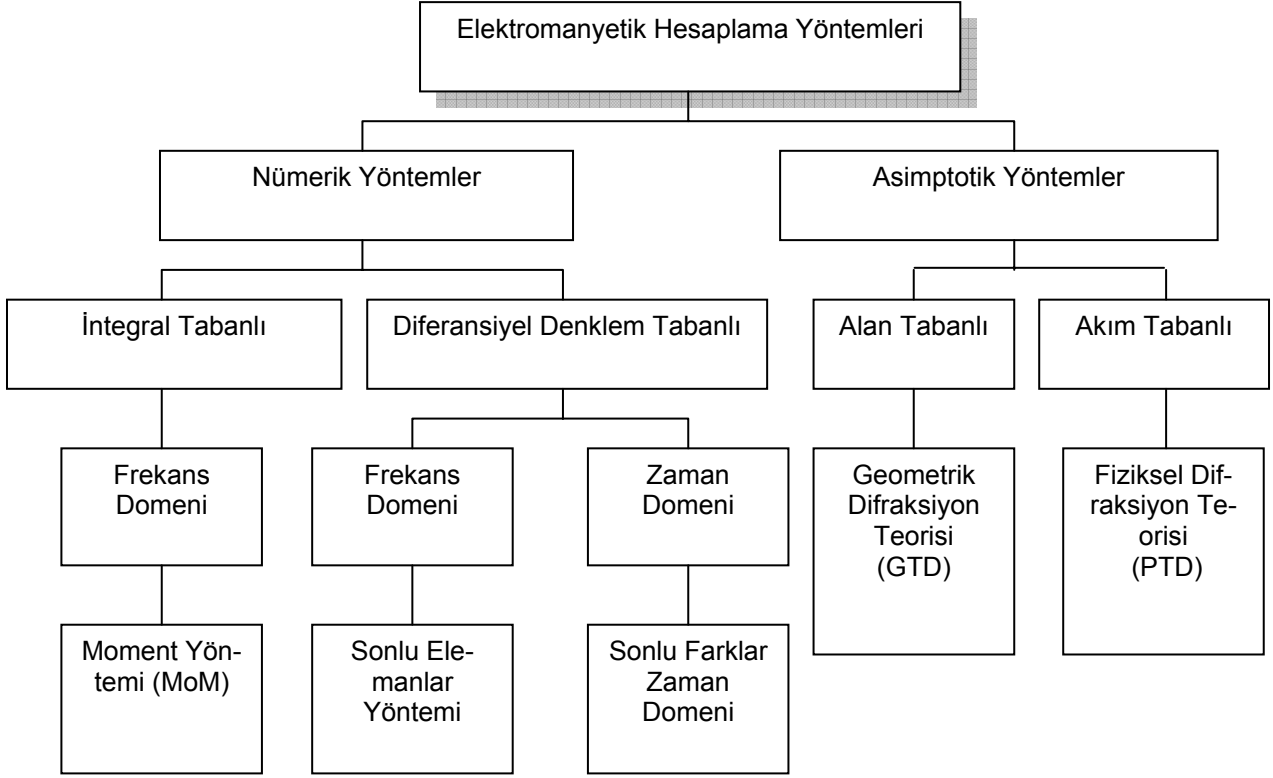 Elektromanyetik Hesaplama Yöntemleri
Nümerik Yöntemler
Asimptotik Yöntemler
İntegral Tabanlı
Diferansiyel Denklem Tabanlı
Alan Tabanlı
Akım Tabanlı
Frekans
Domeni
Frekans
Domeni
Zaman
Domeni
Geometrik
Difraksiyon
Teorisi
(GTD)
Fiziksel Dif-
raksiyon Te-
orisi
(PTD)
Moment Yön-
temi (MoM)
Sonlu Ele-
manlar
Yöntemi
Sonlu Farklar
Zaman
Domeni